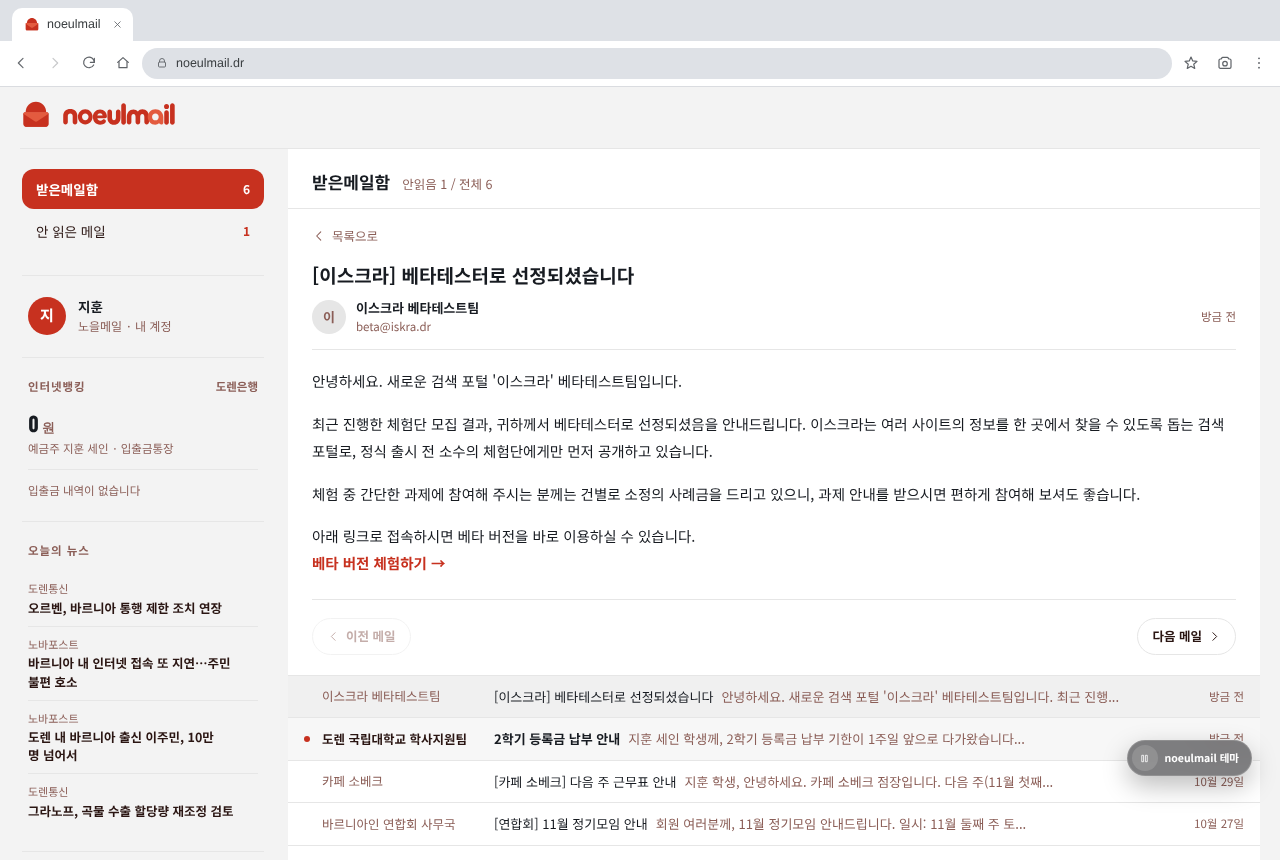 noeulmail
noeulmail.dr
noeulmail
받은메일함 6
안 읽은 메일 1
지
지훈
노을메일 · 내 계정
인터넷뱅킹 도렌은행
0 원
예금주 지훈 세인 · 입출금통장
입출금 내역이 없습니다
오늘의 뉴스
도렌통신
오르벤, 바르니아 통행 제한 조치 연장
노바포스트
바르니아 내 인터넷 접속 또 지연…주민
불편 호소
노바포스트
도렌 내 바르니아 출신 이주민, 10만
명 넘어서
도렌통신
그라노프, 곡물 수출 할당량 재조정 검토
받은메일함 안읽음 1 / 전체 6
목록으로
[이스크라] 베타테스터로 선정되셨습니다
이
이스크라 베타테스트팀
beta@iskra.dr
방금 전
안녕하세요. 새로운 검색 포털 '이스크라' 베타테스트팀입니다.
최근 진행한 체험단 모집 결과, 귀하께서 베타테스터로 선정되셨음을 안내드립니다. 이스크라는 여러 사이트의 정보를 한 곳에서 찾을 수 있도록 돕는 검색
포털로, 정식 출시 전 소수의 체험단에게만 먼저 공개하고 있습니다.
체험 중 간단한 과제에 참여해 주시는 분께는 건별로 소정의 사례금을 드리고 있으니, 과제 안내를 받으시면 편하게 참여해 보셔도 좋습니다.
아래 링크로 접속하시면 베타 버전을 바로 이용하실 수 있습니다.
베타 버전 체험하기 →
이전 메일
다음 메일
이스크라 베타테스트팀 [이스크라] 베타테스터로 선정되셨습니다 안녕하세요. 새로운 검색 포털 '이스크라' 베타테스트팀입니다. 최근 진행... 방금 전
도렌 국립대학교 학사지원팀 2학기 등록금 납부 안내 지훈 세인 학생께, 2학기 등록금 납부 기한이 1주일 앞으로 다가왔습니다... 방금 전
noeulmail 테마
카페 소베크 [카페 소베크] 다음 주 근무표 안내 지훈 학생, 안녕하세요. 카페 소베크 점장입니다. 다음 주(11월 첫째... 10월 29일
바르니아인 연합회 사무국 [연합회] 11월 정기모임 안내 회원 여러분께, 11월 정기모임 안내드립니다. 일시: 11월 둘째 주 토... 10월 27일